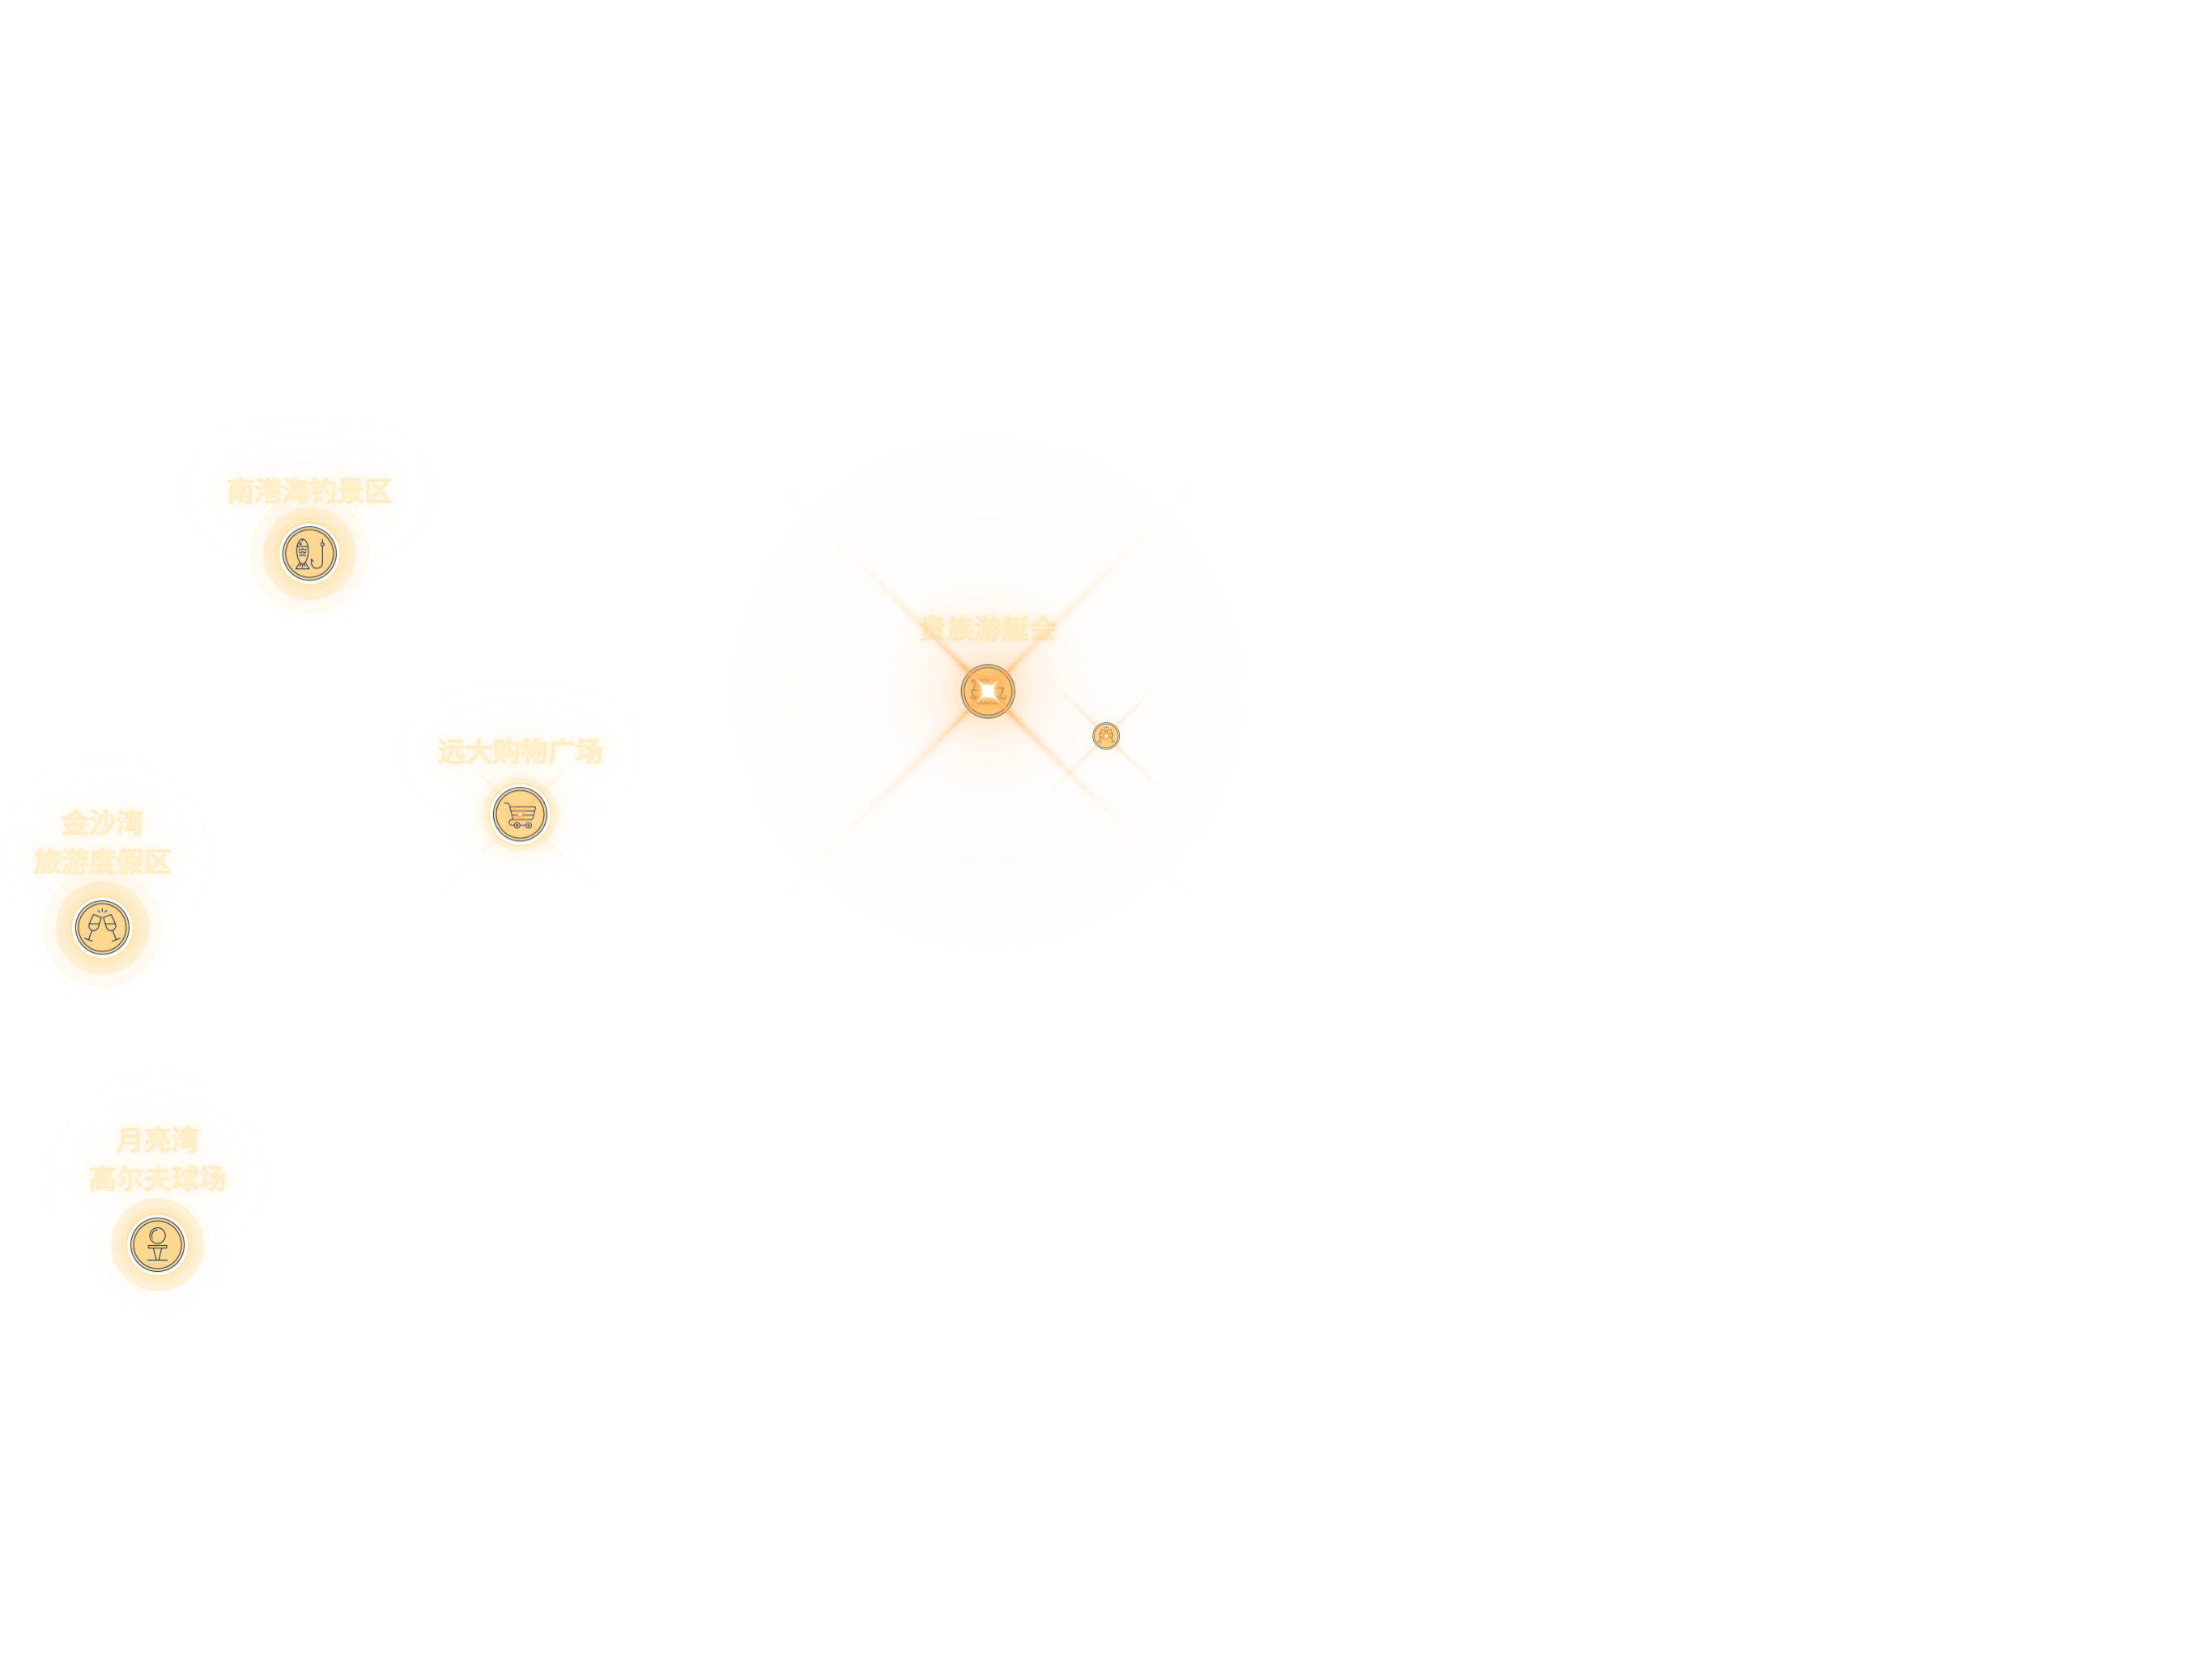 南港海钓景区
贵族游艇会
远大购物广场
金沙湾
旅游度假区
月亮湾
高尔夫球场